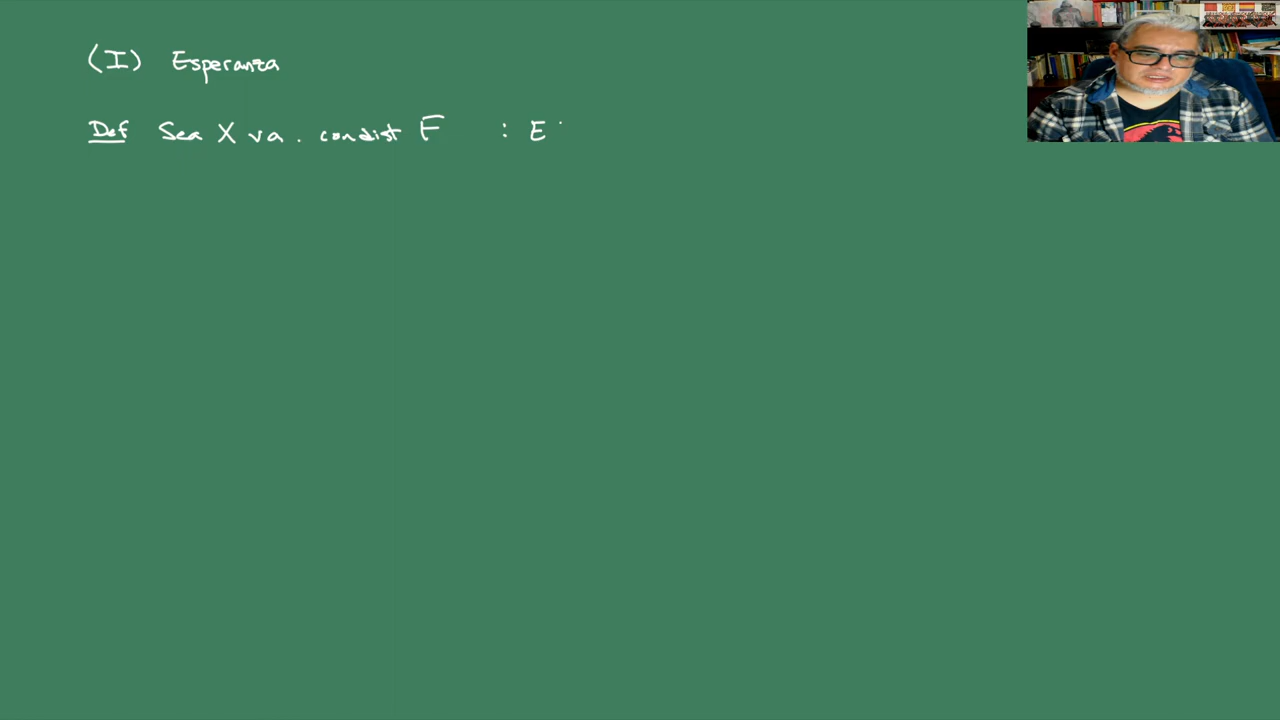 (I) Esperanza
Def Sea X va. con dist F : E